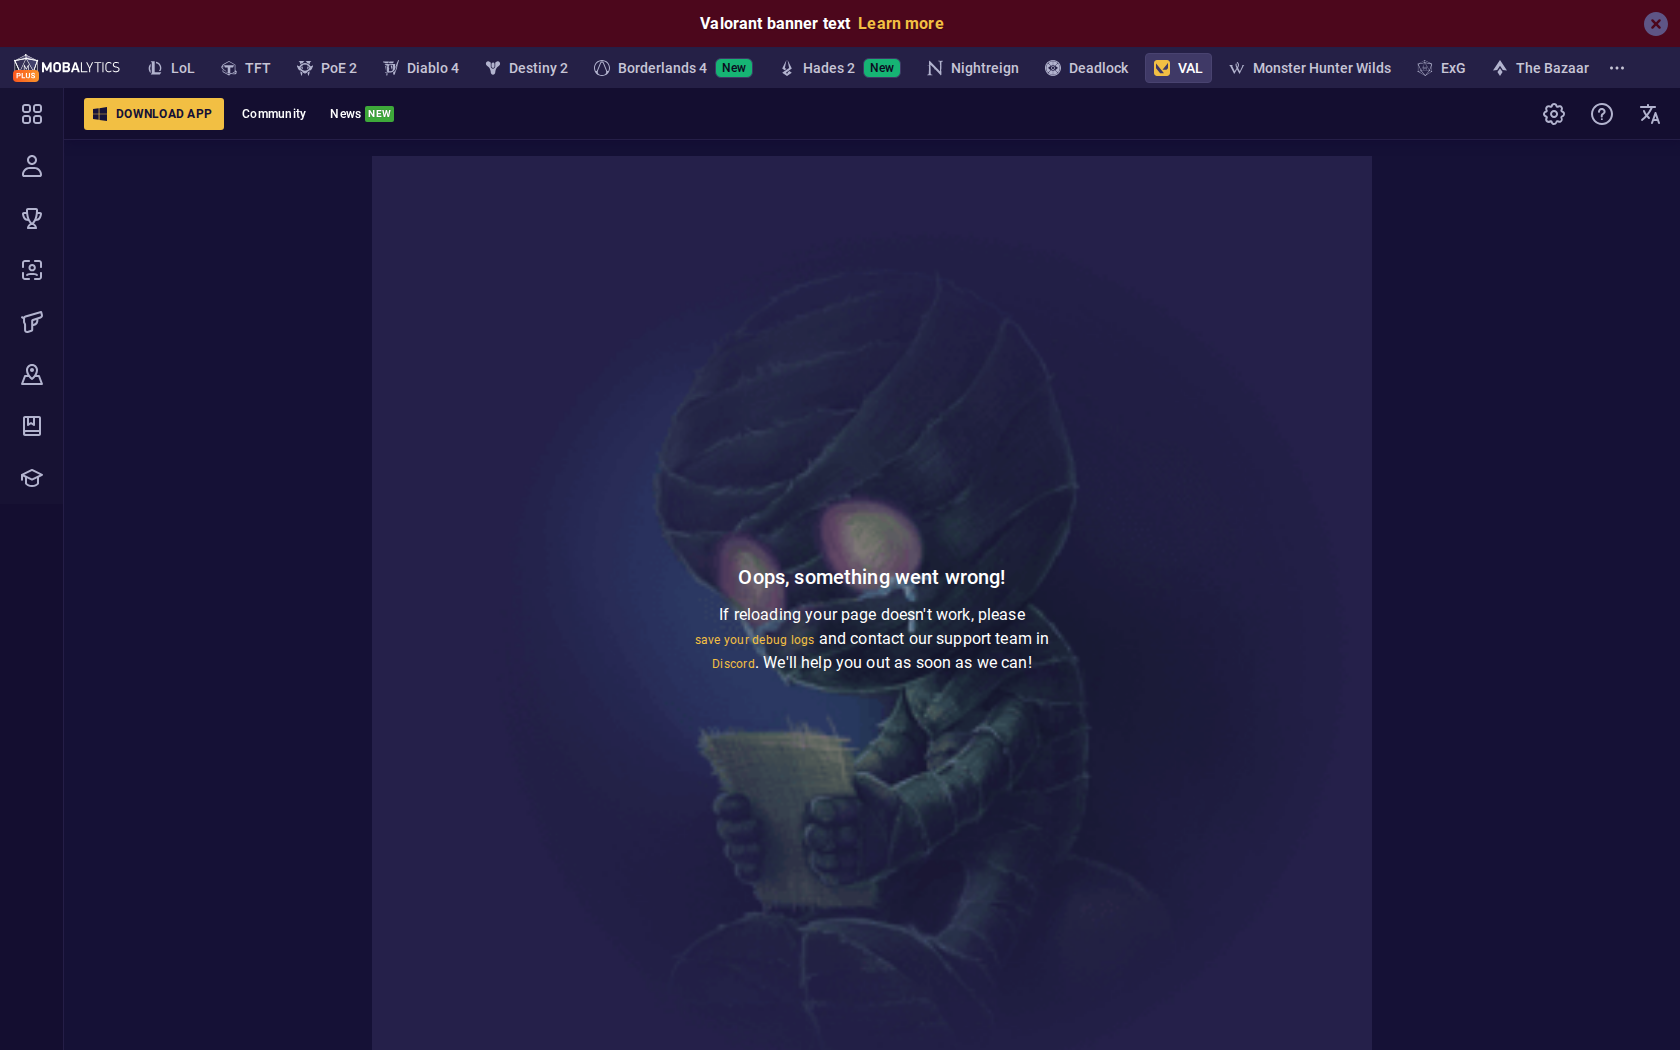 Valorant banner text Learn more
PLUS MOBALYTICS LoL TFT PoE 2 Diablo 4 Destiny 2 Borderlands 4 New Hades 2 New Nightreign Deadlock VAL Monster Hunter Wilds ExG The Bazaar
DOWNLOAD APP Community News NEW
Oops, something went wrong!
If reloading your page doesn't work, please
save your debug logs and contact our support team in
Discord. We'll help you out as soon as we can!